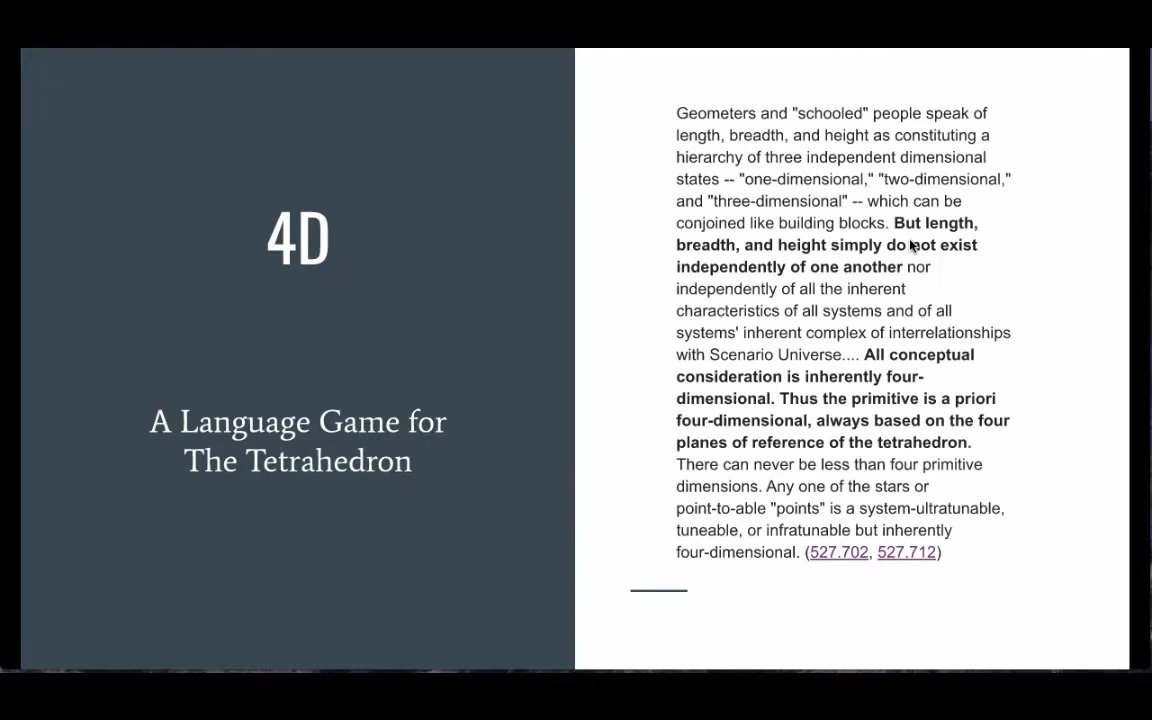 4D
A Language Game for
The Tetrahedron
Geometers and "schooled" people speak of
length, breadth, and height as constituting a
hierarchy of three independent dimensional
states -- "one-dimensional," "two-dimensional,"
and "three-dimensional" -- which can be
conjoined like building blocks. But length,
breadth, and height simply do not exist
independently of one another nor
independently of all the inherent
characteristics of all systems and of all
systems' inherent complex of interrelationships
with Scenario Universe.... All conceptual
consideration is inherently four-
dimensional. Thus the primitive is a priori
four-dimensional, always based on the four
planes of reference of the tetrahedron.
There can never be less than four primitive
dimensions. Any one of the stars or
point-to-able "points" is a system-ultratunable,
tuneable, or infratunable but inherently
four-dimensional. (527.702, 527.712)